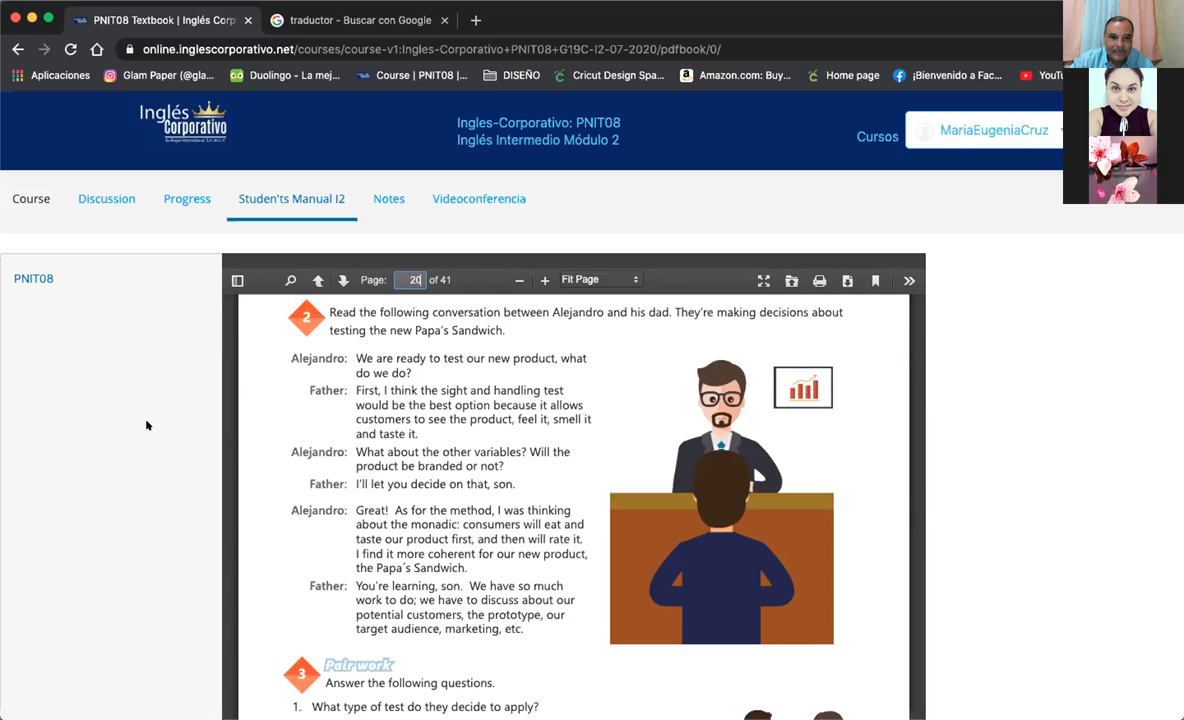 PNIT08 Textbook | Inglés Corp
traductor - Buscar con Google
online.inglescorporativo.net/courses/course-v1:Ingles-Corporativo+PNIT08+G19C-I2-07-2020/pdfbook/0/
Aplicaciones
Glam Paper (@gla...
Duolingo - La mej...
Course | PNIT08 |...
DISEÑO
Cricut Design Spa...
Amazon.com: Buy...
Home page
¡Bienvenido a Fac...
YouTu
Inglés
Corporativo
Ingles-Corporativo: PNIT08
Inglés Intermedio Módulo 2
Cursos
MariaEugeniaCruz
Course
Discussion
Progress
Studen'ts Manual I2
Notes
Videoconferencia
PNIT08
Page:
20
of 41
Fit Page
2
Read the following conversation between Alejandro and his dad. They're making decisions about
testing the new Papa's Sandwich.
Alejandro: We are ready to test our new product, what
do we do?
Father: First, I think the sight and handling test
would be the best option because it allows
customers to see the product, feel it, smell it
and taste it.
Alejandro: What about the other variables? Will the
product be branded or not?
Father: I'll let you decide on that, son.
Alejandro: Great! As for the method, I was thinking
about the monadic: consumers will eat and
taste our product first, and then will rate it.
I find it more coherent for our new product,
the Papa´s Sandwich.
Father: You're learning, son. We have so much
work to do; we have to discuss about our
potential customers, the prototype, our
target audience, marketing, etc.
3
Pair work
Answer the following questions.
1. What type of test do they decide to apply?